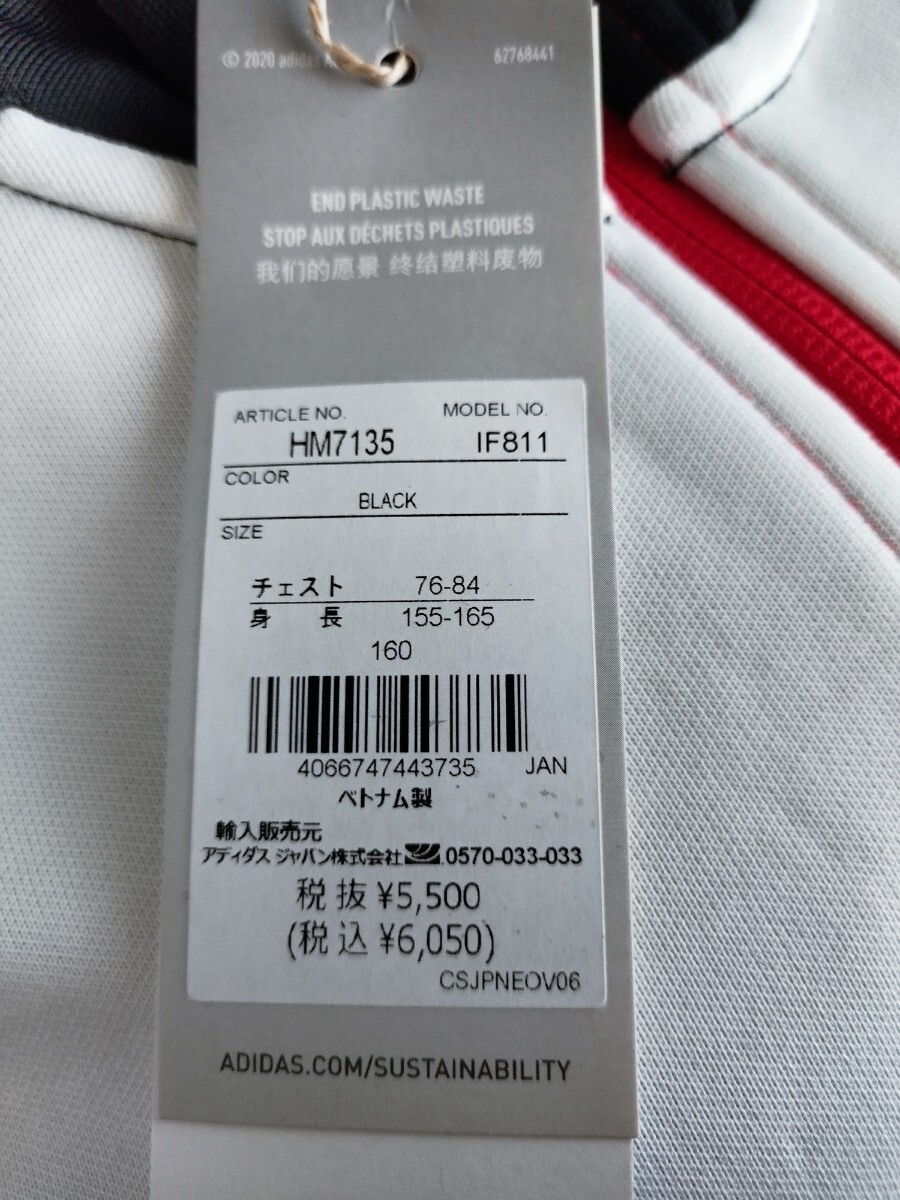 © 2020 adidas A
62768441
END PLASTIC WASTE
STOP AUX DÉCHETS PLASTIQUES
我们的愿景 终结塑料废物
ARTICLE NO. MODEL NO.
HM7135 IF811
COLOR
BLACK
SIZE
チェスト 76-84
身 長 155-165
160
4066747443735 JAN
ベトナム製
輸入販売元
アディダス ジャパン株式会社 0570-033-033
税抜 ¥5,500
(税込 ¥6,050)
CSJPNEOV06
ADIDAS.COM/SUSTAINABILITY